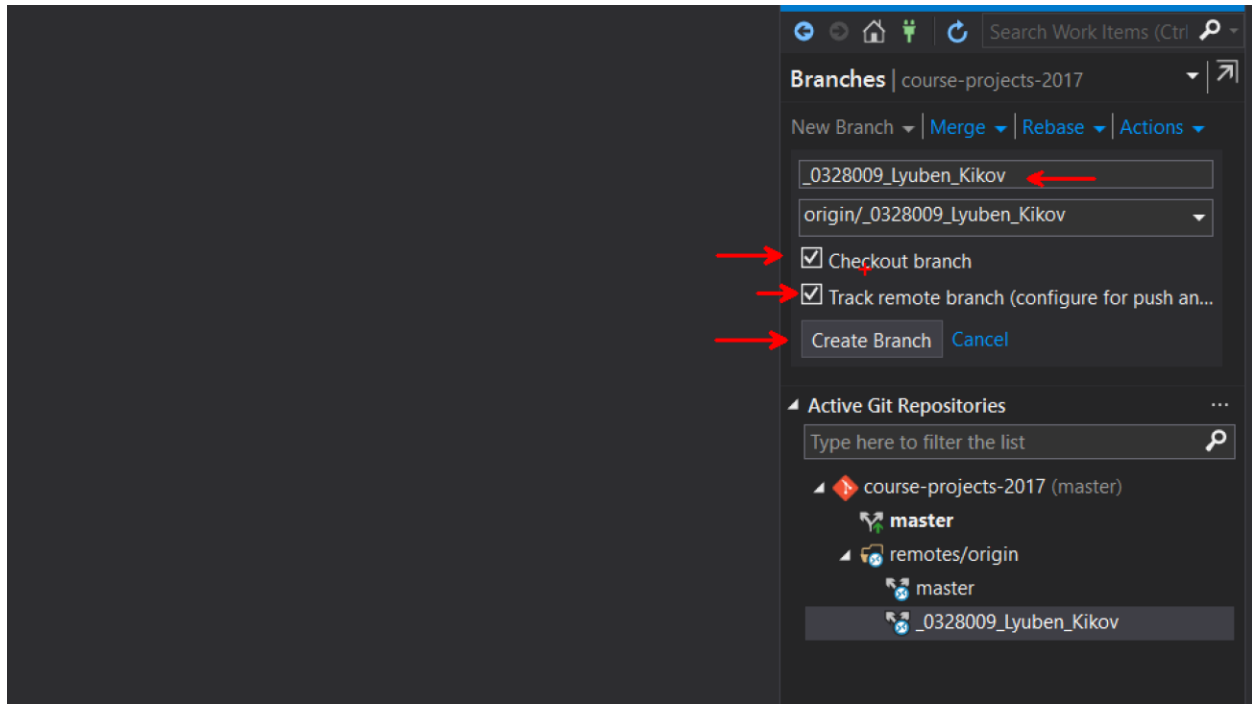 Search Work Items (Ctrl
Branches | course-projects-2017
New Branch | Merge | Rebase | Actions
_0328009_Lyuben_Kikov
origin/_0328009_Lyuben_Kikov
Checkout branch
Track remote branch (configure for push an...
Create Branch Cancel
Active Git Repositories ...
Type here to filter the list
course-projects-2017 (master)
master
remotes/origin
master
_0328009_Lyuben_Kikov